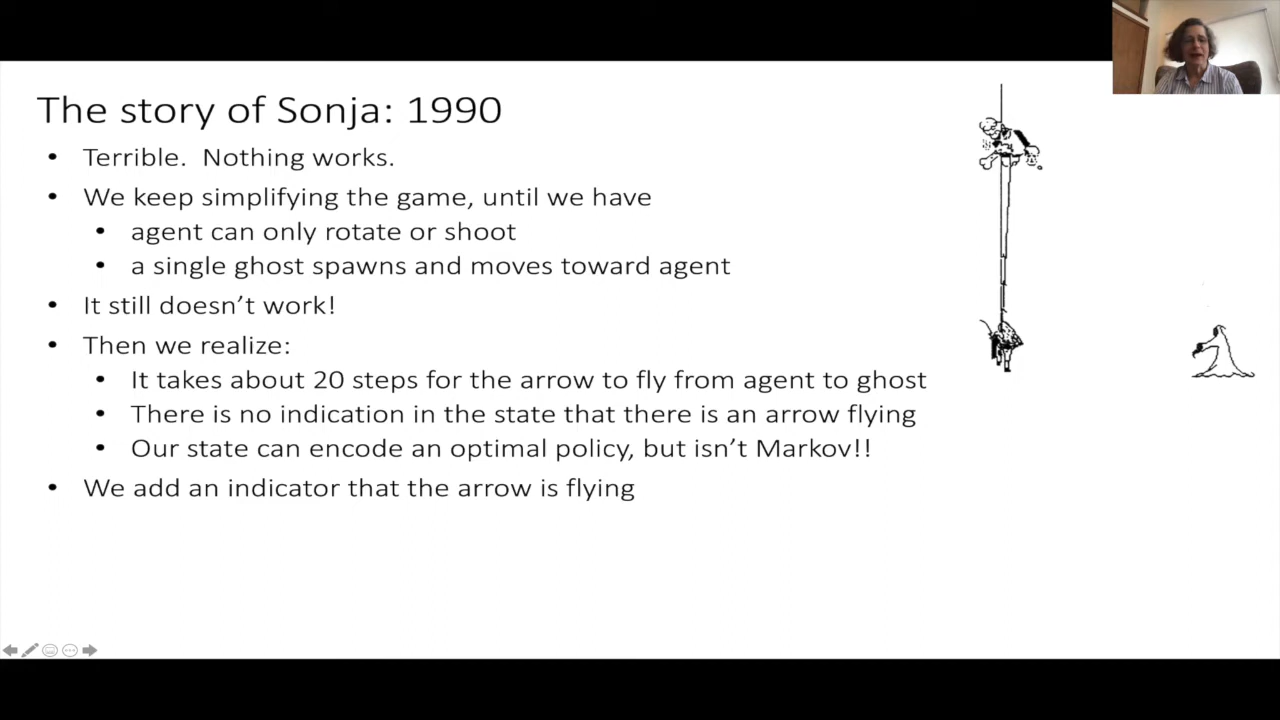 The story of Sonja: 1990
• Terrible. Nothing works.
• We keep simplifying the game, until we have
• agent can only rotate or shoot
• a single ghost spawns and moves toward agent
• It still doesn’t work!
• Then we realize:
• It takes about 20 steps for the arrow to fly from agent to ghost
• There is no indication in the state that there is an arrow flying
• Our state can encode an optimal policy, but isn’t Markov!!
• We add an indicator that the arrow is flying